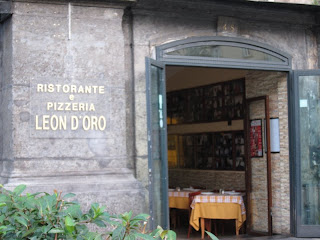 RISTORANTE
e
PIZZERIA
LEON D'ORO